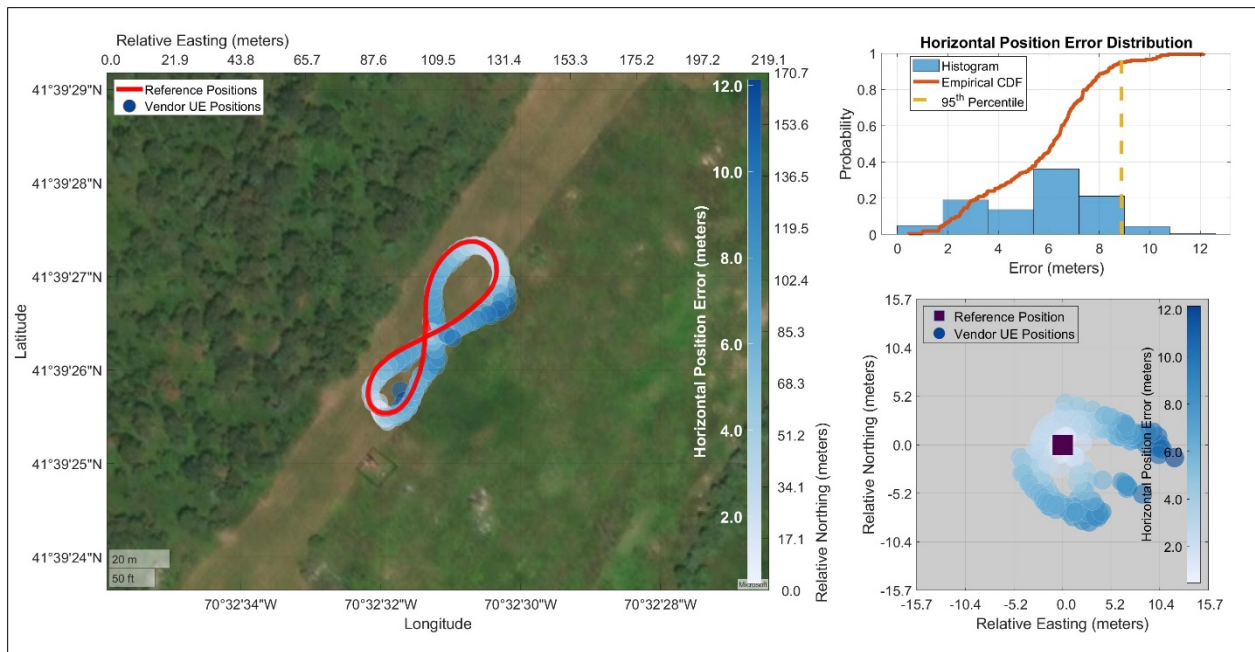 Relative Easting (meters)
0.0 21.9 43.8 65.7 87.6 109.5 131.4 153.3 175.2 197.2 219.1
Reference Positions
Vendor UE Positions
41°39'29"N
41°39'28"N
41°39'27"N
41°39'26"N
41°39'25"N
41°39'24"N
Latitude
12.0
10.0
8.0
6.0
4.0
2.0
Horizontal Position Error (meters)
170.7
153.6
136.5
119.5
102.4
85.3
68.3
51.2
34.1
17.1
0.0
Relative Northing (meters)
20 m
50 ft
Microsoft
70°32'34"W 70°32'32"W 70°32'30"W 70°32'28"W
Longitude
Horizontal Position Error Distribution
Histogram
Empirical CDF
95th Percentile
1
0.8
0.6
0.4
0.2
0
Probability
0 2 4 6 8 10 12
Error (meters)
Reference Position
Vendor UE Positions
15.7
10.4
5.2
0.0
-5.2
-10.4
-15.7
Relative Northing (meters)
12.0
10.0
8.0
6.0
4.0
2.0
Horizontal Position Error (meters)
-15.7 -10.4 -5.2 0.0 5.2 10.4 15.7
Relative Easting (meters)